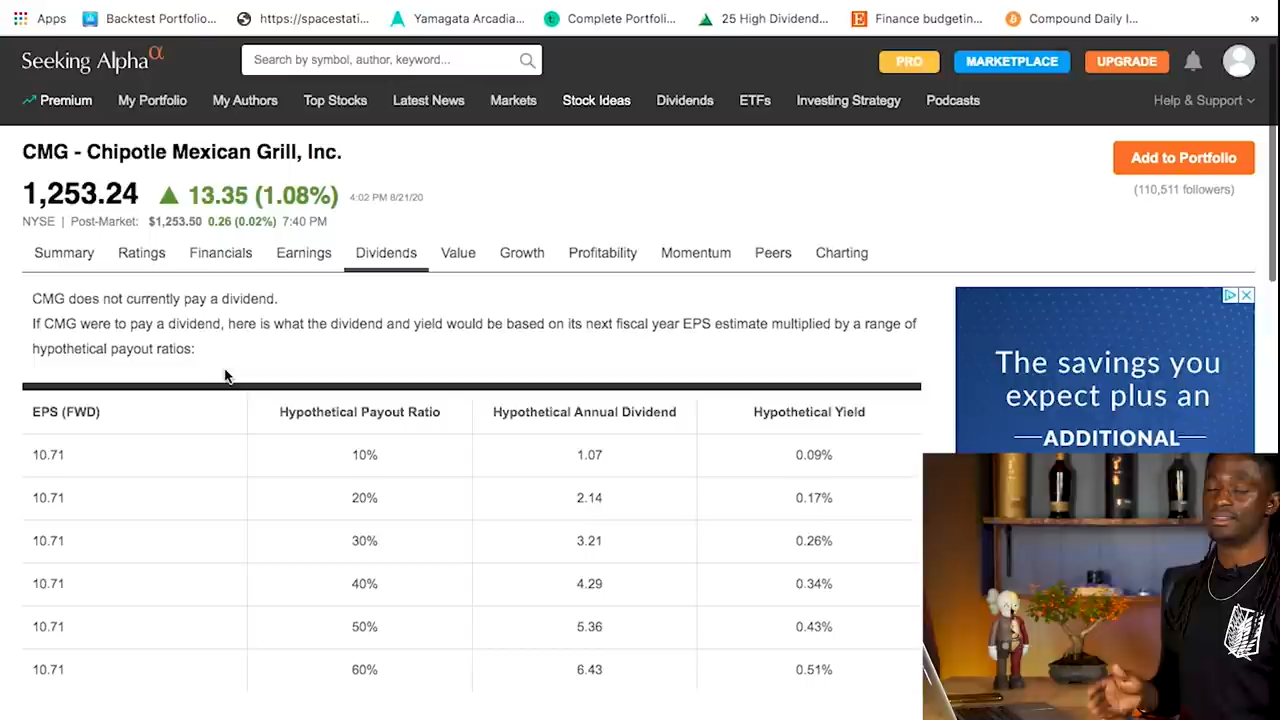 Apps Backtest Portfolio... https://spacestati... Yamagata Arcadia... Complete Portfoli... 25 High Dividend... Finance budgetin... Compound Daily I... »
Seeking Alpha α Search by symbol, author, keyword... PRO MARKETPLACE UPGRADE
Premium My Portfolio My Authors Top Stocks Latest News Markets Stock Ideas Dividends ETFs Investing Strategy Podcasts Help & Support
CMG - Chipotle Mexican Grill, Inc.
Add to Portfolio
1,253.24 13.35 (1.08%) 4:02 PM 8/21/20
(110,511 followers)
NYSE | Post-Market: $1,253.50 0.26 (0.02%) 7:40 PM
Summary Ratings Financials Earnings Dividends Value Growth Profitability Momentum Peers Charting
CMG does not currently pay a dividend.
If CMG were to pay a dividend, here is what the dividend and yield would be based on its next fiscal year EPS estimate multiplied by a range of
hypothetical payout ratios:
EPS (FWD) Hypothetical Payout Ratio Hypothetical Annual Dividend Hypothetical Yield
10.71 10% 1.07 0.09%
10.71 20% 2.14 0.17%
10.71 30% 3.21 0.26%
10.71 40% 4.29 0.34%
10.71 50% 5.36 0.43%
10.71 60% 6.43 0.51%
The savings you
expect plus an
ADDITIONAL